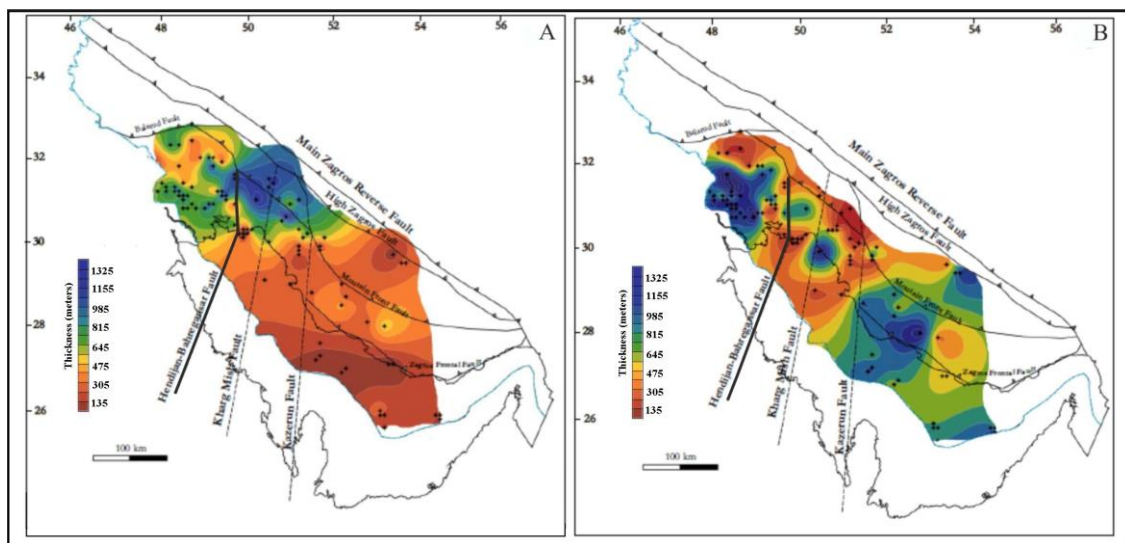 46 48 50 52 54 56
A
34
32
30
28
26
Balarud Fault
Main Zagros Reverse Fault
High Zagros Fault
Moutain Front Fault
Zagros Frontal Fault
Hendijan-Bahregansar Fault
Kharg Mish Fault
Kazerun Fault
Thickness (meters)
1325
1155
985
815
645
475
305
135
100 km
46 48 50 52 54 56
B
34
32
30
28
26
Balarud Fault
Main Zagros Reverse Fault
High Zagros Fault
Moutain Front Fault
Zagros Frontal Fault
Hendijan-Bahregansar Fault
Kharg Mish Fault
Kazerun Fault
Thickness (meters)
1325
1155
985
815
645
475
305
135
100 km